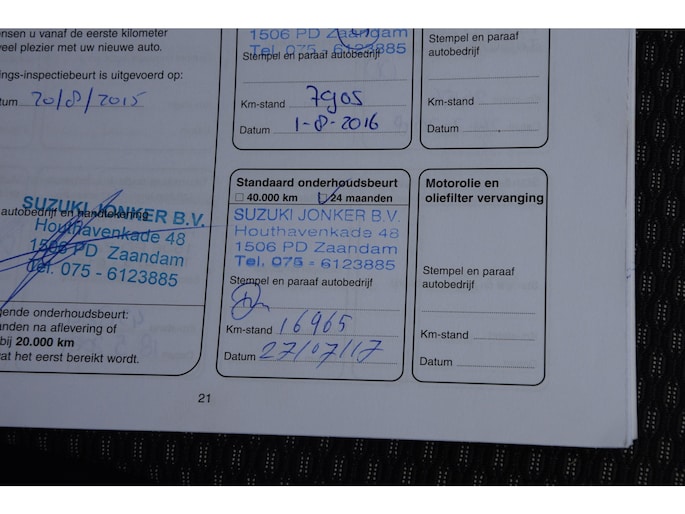 ensen u vanaf de eerste kilometer
veel plezier met uw nieuwe auto.
ings-inspectiebeurt is uitgevoerd op:
tum 20/8/2015
autobedrijf en handtekening
SUZUKI JONKER B.V.
Houthavenkade 48
1506 PD Zaandam
tel. 075 - 6123885
gende onderhoudsbeurt:
anden na aflevering of
bij 20.000 km
vat het eerst bereikt wordt.
1506 PD Zaandam
Tel. 075 - 6123885
Stempel en paraaf autobedrijf
Km-stand 7905
Datum 1-8-2016
Stempel en paraaf
autobedrijf
Km-stand
Datum
Standaard onderhoudsbeurt
40.000 km 24 maanden
SUZUKI JONKER B.V.
Houthavenkade 48
1506 PD Zaandam
Tel. 075 - 6123885
Stempel en paraaf autobedrijf
Km-stand 16965
Datum 27/07/17
Motorolie en
oliefilter vervanging
Stempel en paraaf
autobedrijf
Km-stand
Datum
21